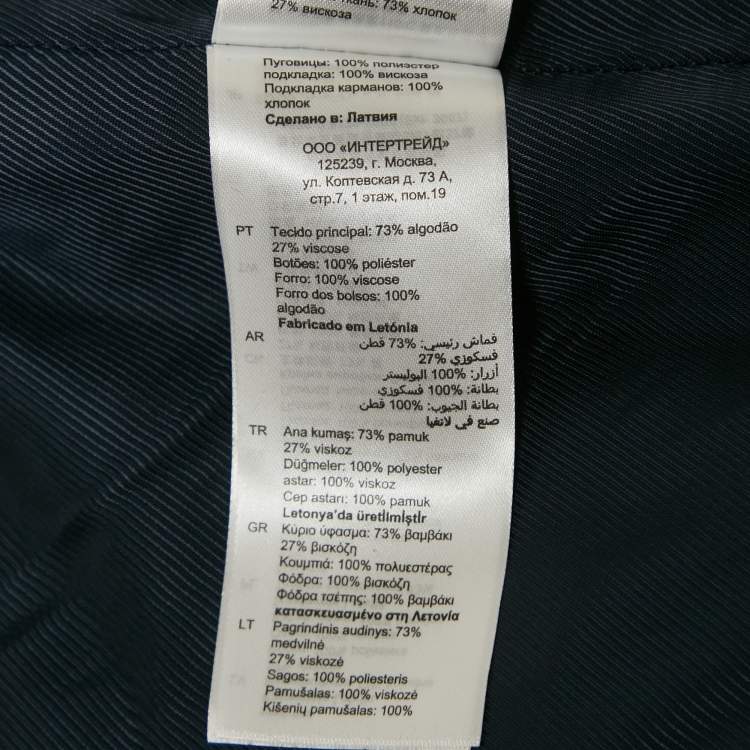 ткань: 73% хлопок
27% вискоза
Пуговицы: 100% полиэстер
подкладка: 100% вискоза
Подкладка карманов: 100%
хлопок
Сделано в: Латвия
ООО «ИНТЕРТРЕЙД»
125239, г. Москва,
ул. Коптевская д. 73 А,
стр.7, 1 этаж, пом.19
PT Tecido principal: 73% algodão
27% viscose
Botões: 100% poliéster
Forro: 100% viscose
Forro dos bolsos: 100%
algodão
Fabricado em Letónia
AR قماش رئيسي: 73% قطن
27% فسكوزي
أزرار: 100% البوليستر
بطانة: 100% فسكوزي
بطانة الجيوب: 100% قطن
صنع في لاتفيا
TR Ana kumaş: 73% pamuk
27% viskoz
Düğmeler: 100% polyester
astar: 100% viskoz
Cep astarı: 100% pamuk
Letonya'da üretilmiştir
GR Κύριο ύφασμα: 73% βαμβάκι
27% βισκόζη
Κουμπιά: 100% πολυεστέρας
Φόδρα: 100% βισκόζη
Φόδρα τσέπης: 100% βαμβάκι
κατασκευασμένο στη Λετονία
LT Pagrindinis audinys: 73%
medvilnė
27% viskozė
Sagos: 100% poliesteris
Pamušalas: 100% viskozė
Kišenių pamušalas: 100%